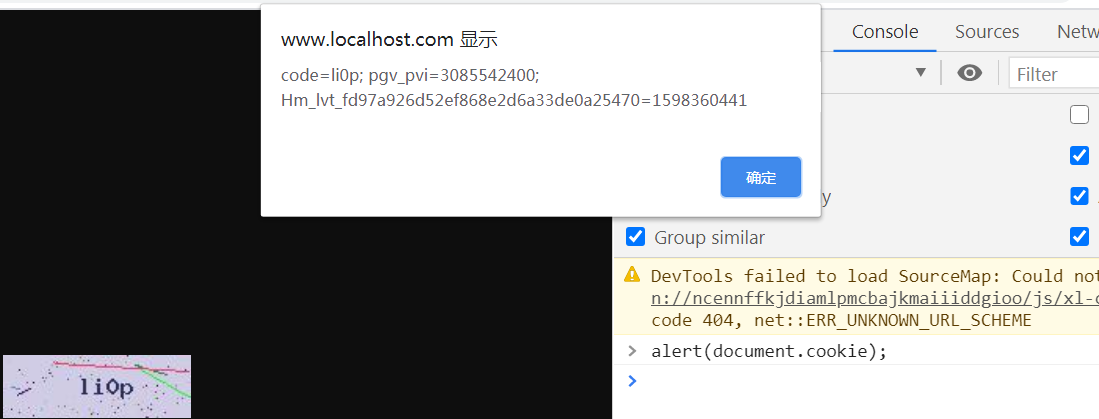 www.localhost.com 显示
code=li0p; pgv_pvi=3085542400;
Hm_lvt_fd97a926d52ef868e2d6a33de0a25470=1598360441
确定
Console
Sources
Netw
Filter
y
Group similar
DevTools failed to load SourceMap: Could not
n://ncennffkjdiamlpmcbajkmaiiiddgioo/js/xl-c
code 404, net::ERR_UNKNOWN_URL_SCHEME
> alert(document.cookie);
>
li0p